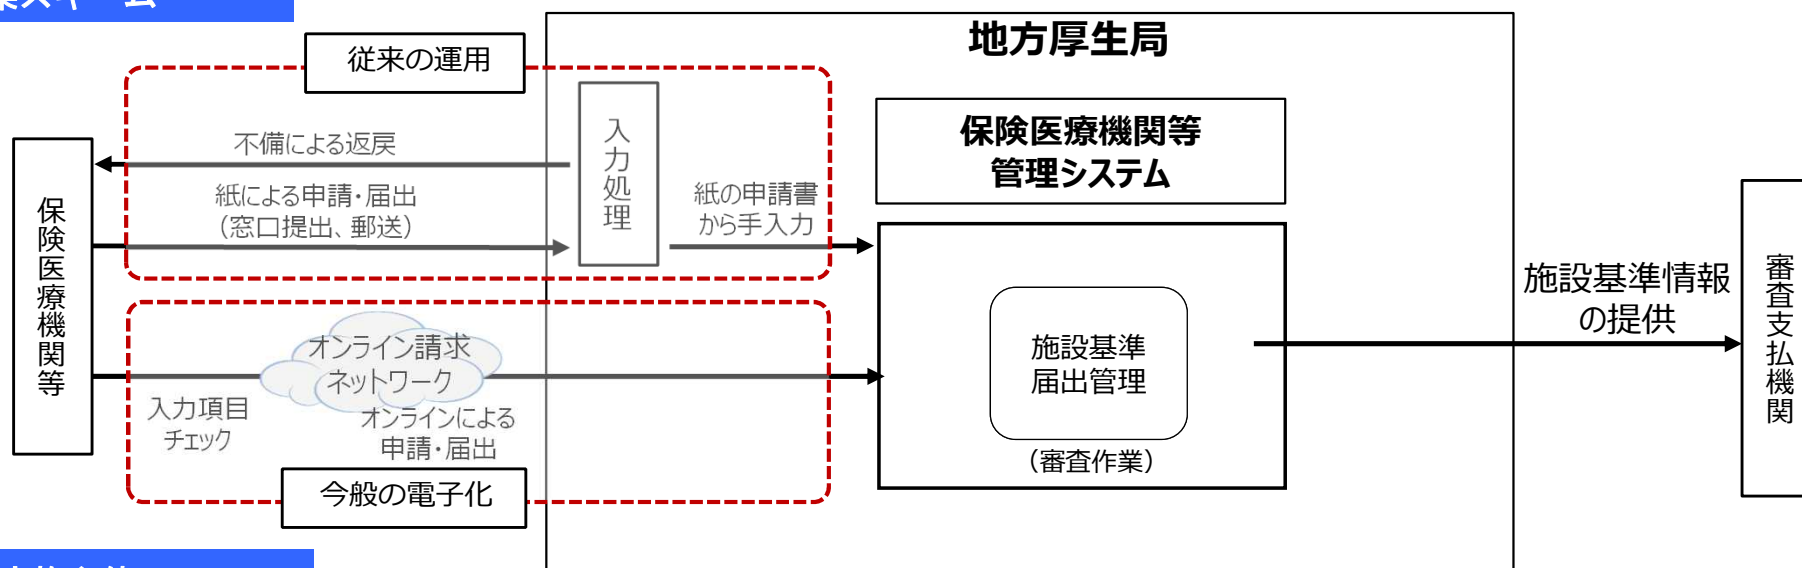 業スキーム
従来の運用
地方厚生局
保険医療機関等
不備による返戻
紙による申請・届出
（窓口提出、郵送）
入力処理
紙の申請書
から手入力
保険医療機関等
管理システム
オンライン請求
ネットワーク
入力項目
チェック
オンラインによる
申請・届出
今般の電子化
施設基準
届出管理
（審査作業）
施設基準情報
の提供
審査支払機関